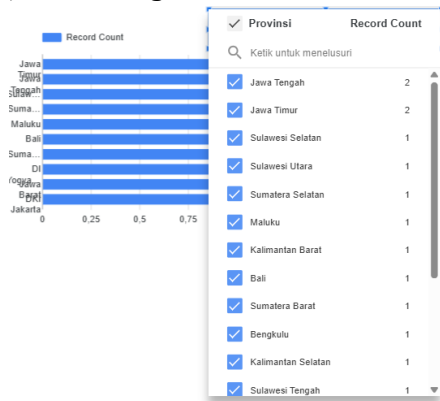 Record Count
Jawa
Timur
Jawa
Tengah
Sulaw...
Suma...
Maluku
Bali
Suma...
DI
Yogya...
Jawa
Barat
DKI
Jakarta
0 0,25 0,5 0,75
Provinsi Record Count
Ketik untuk menelusuri
Jawa Tengah 2
Jawa Timur 2
Sulawesi Selatan 1
Sulawesi Utara 1
Sumatera Selatan 1
Maluku 1
Kalimantan Barat 1
Bali 1
Sumatera Barat 1
Bengkulu 1
Kalimantan Selatan 1
Sulawesi Tengah 1